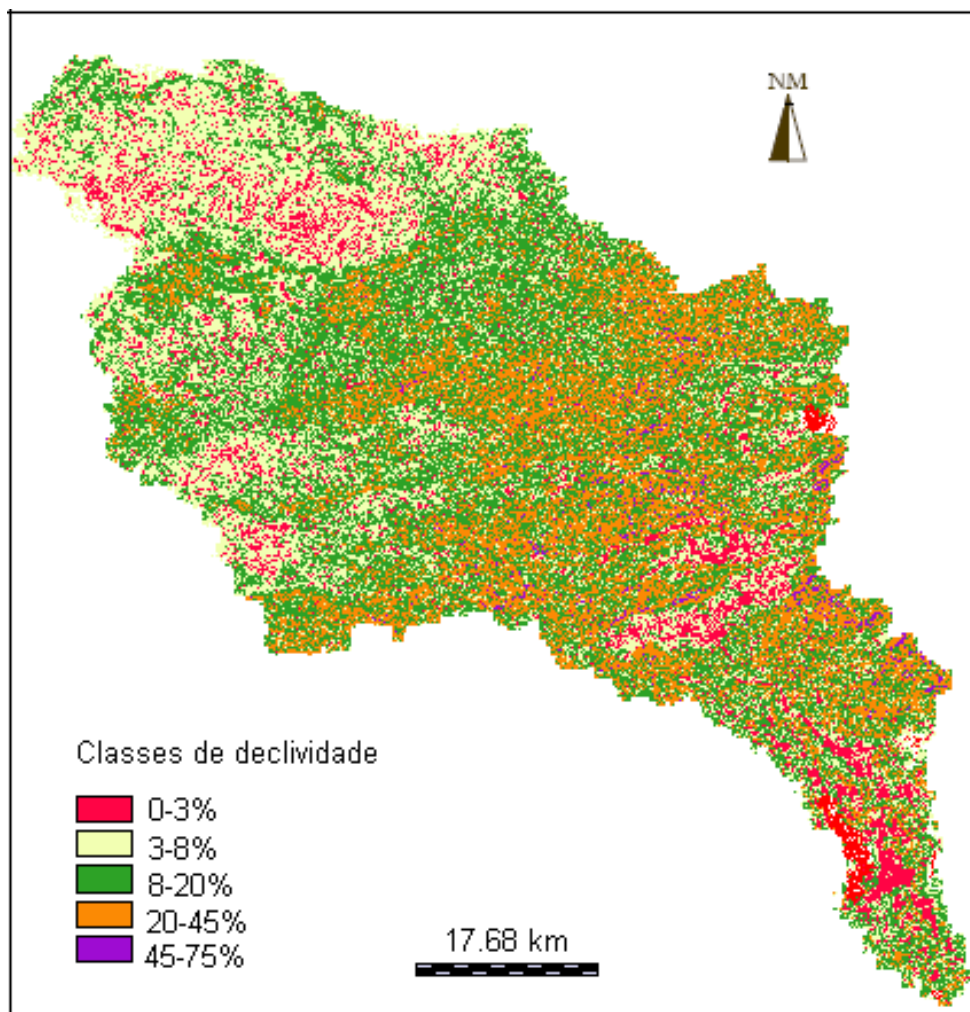 NM
Classes de declividade
0-3%
3-8%
8-20%
20-45%
45-75%
17.68 km